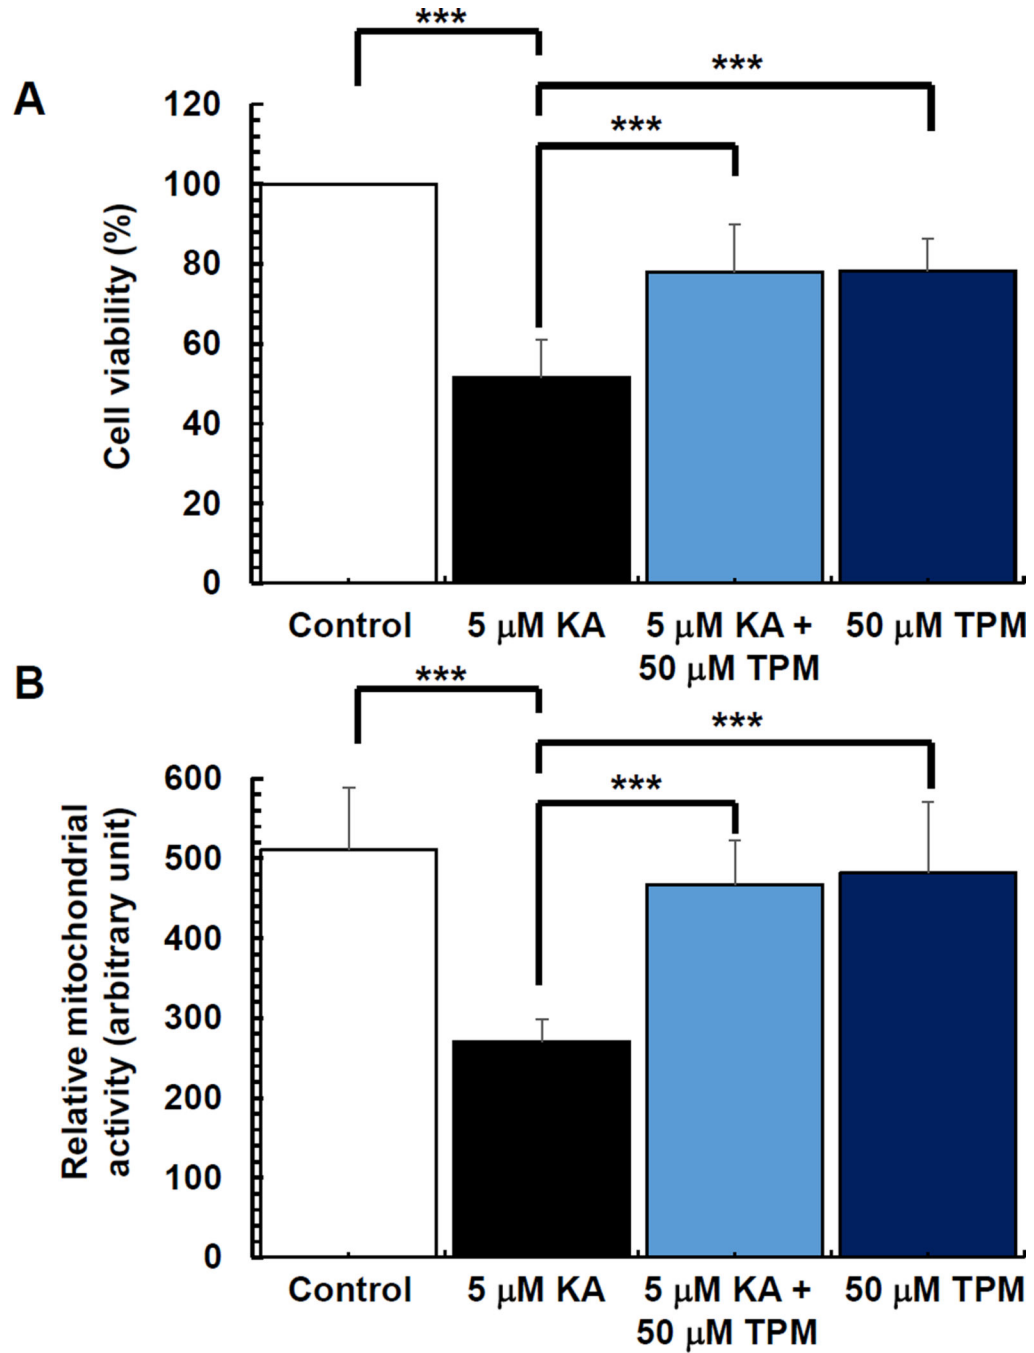 ***
***
A
120
***
100
80
60
40
20
0
Cell viability (%)
Control
5 μM KA
5 μM KA +
50 μM TPM
50 μM TPM
B
***
***
600
***
500
400
300
200
100
0
Relative mitochondrial
activity (arbitrary unit)
Control
5 μM KA
5 μM KA +
50 μM TPM
50 μM TPM